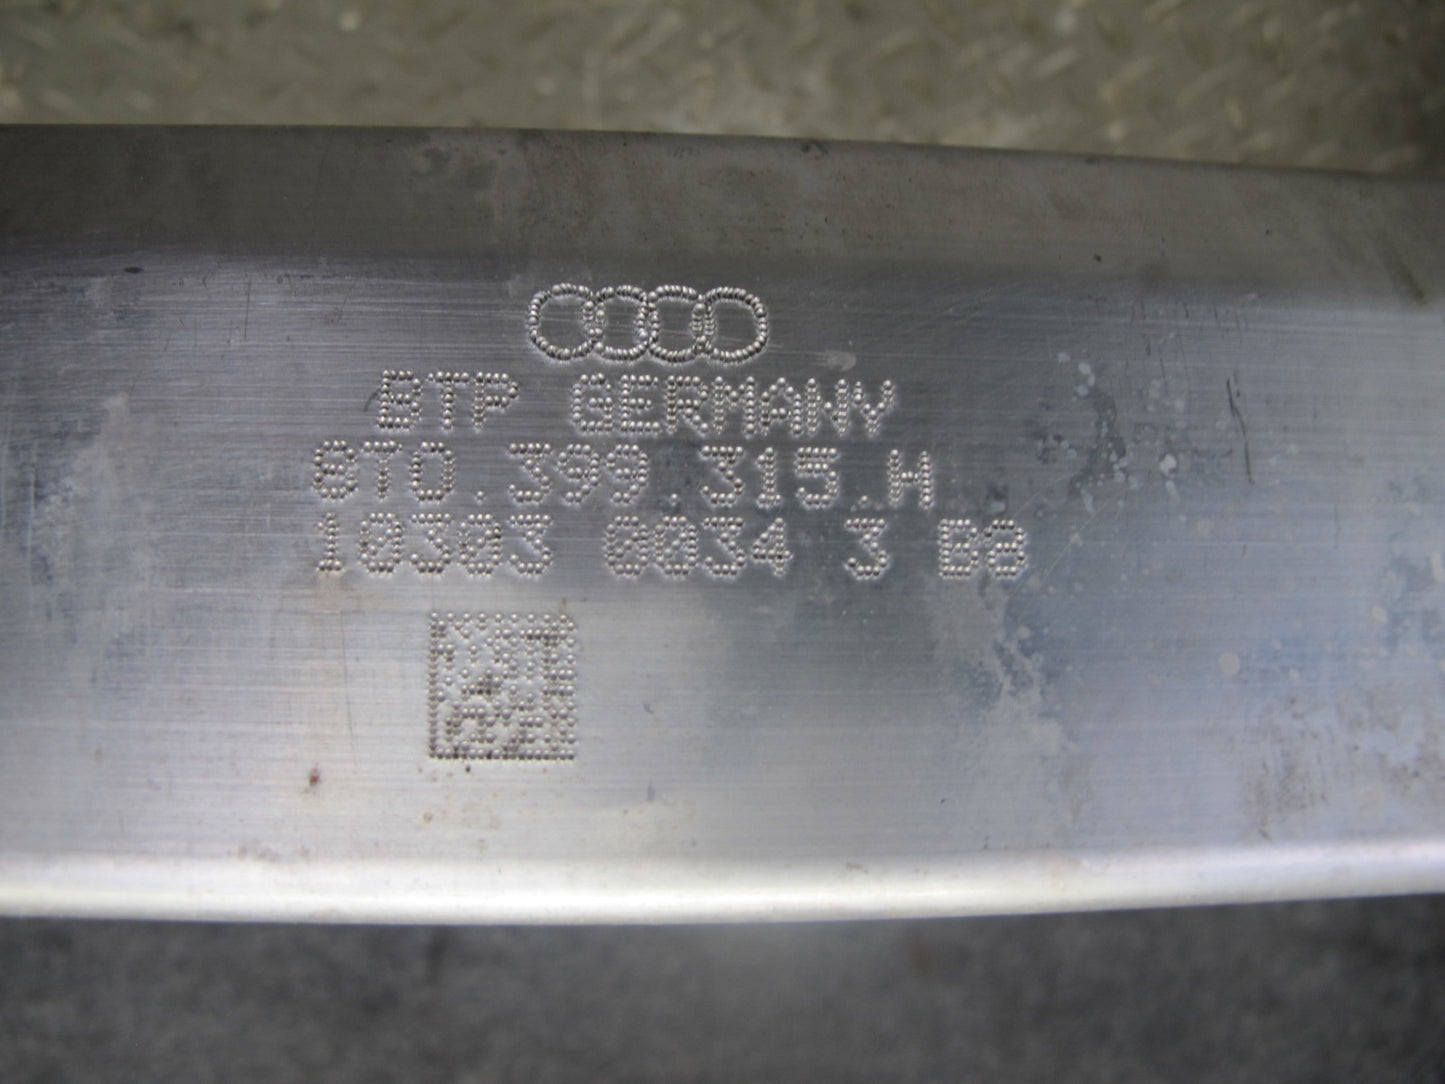 BTP GERMANY
8T0.399.315.H
10303 0034 3 B8